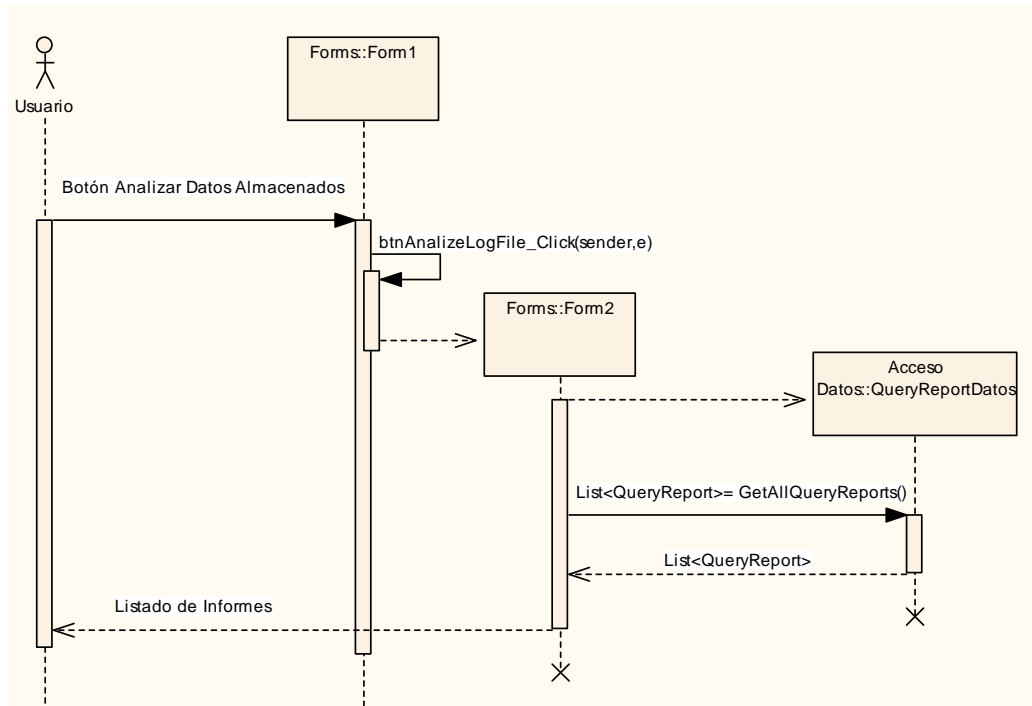 Forms::Form1
Usuario
Botón Analizar Datos Almacenados
btnAnalizeLogFile_Click(sender,e)
Forms::Form2
Acceso
Datos::QueryReportDatos
List<QueryReport>= GetAllQueryReports()
List<QueryReport>
Listado de Informes